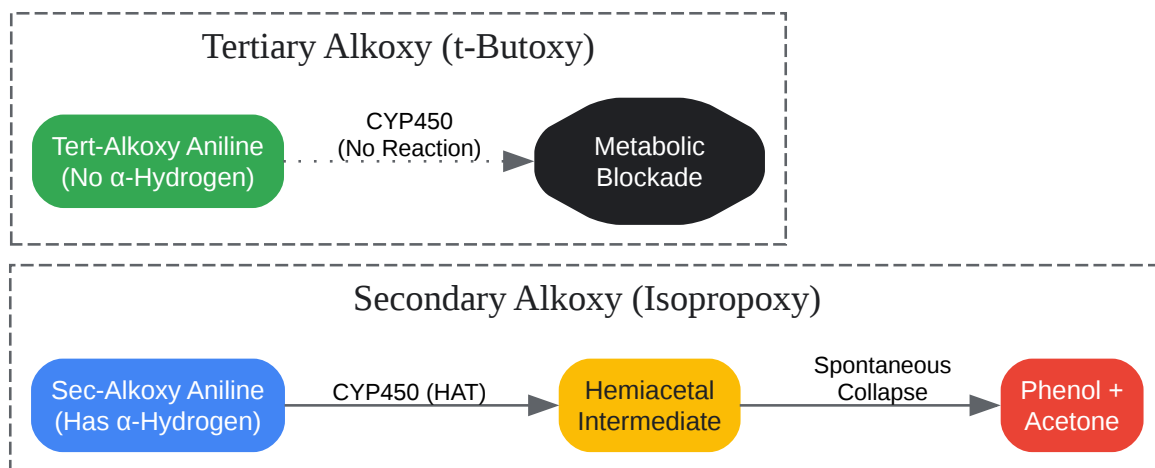 Tertiary Alkoxy (t-Butoxy)
Tert-Alkoxy Aniline
(No α-Hydrogen)
CYP450
(No Reaction)
Metabolic
Blockade
Secondary Alkoxy (Isopropoxy)
Sec-Alkoxy Aniline
(Has α-Hydrogen)
CYP450 (HAT)
Hemiacetal
Intermediate
Spontaneous
Collapse
Phenol +
Acetone